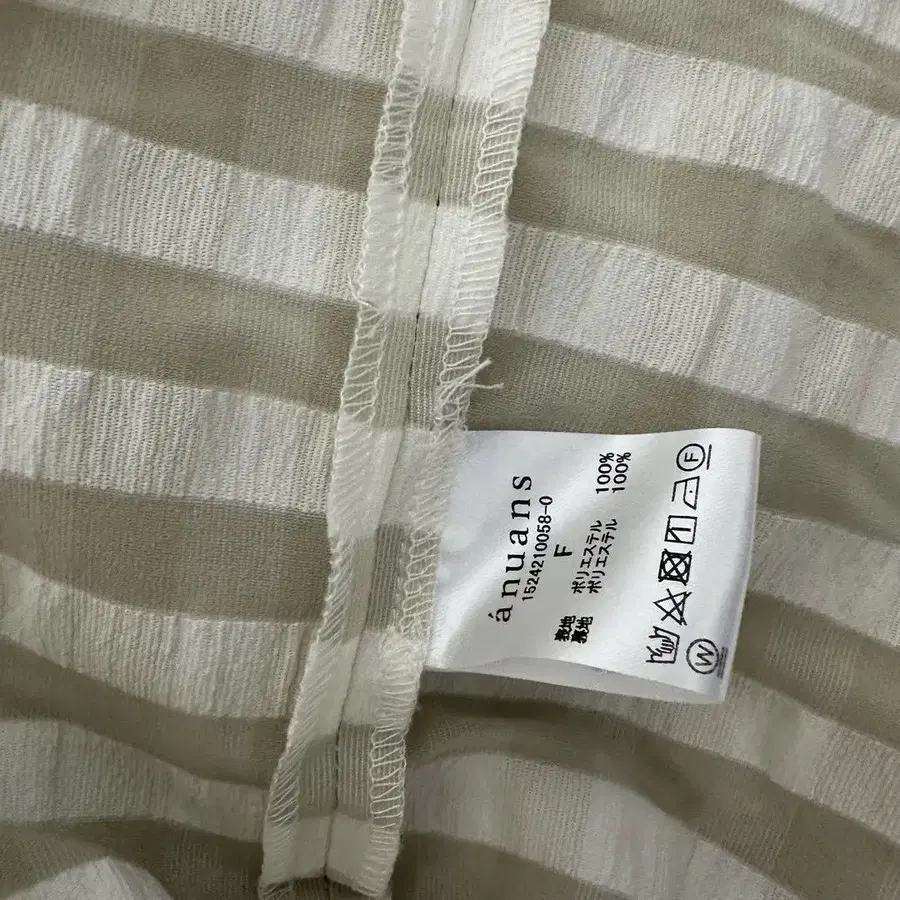 ánuans
1524210058-0
F
表地 ポリエステル 100%
裏地 ポリエステル 100%
F
W